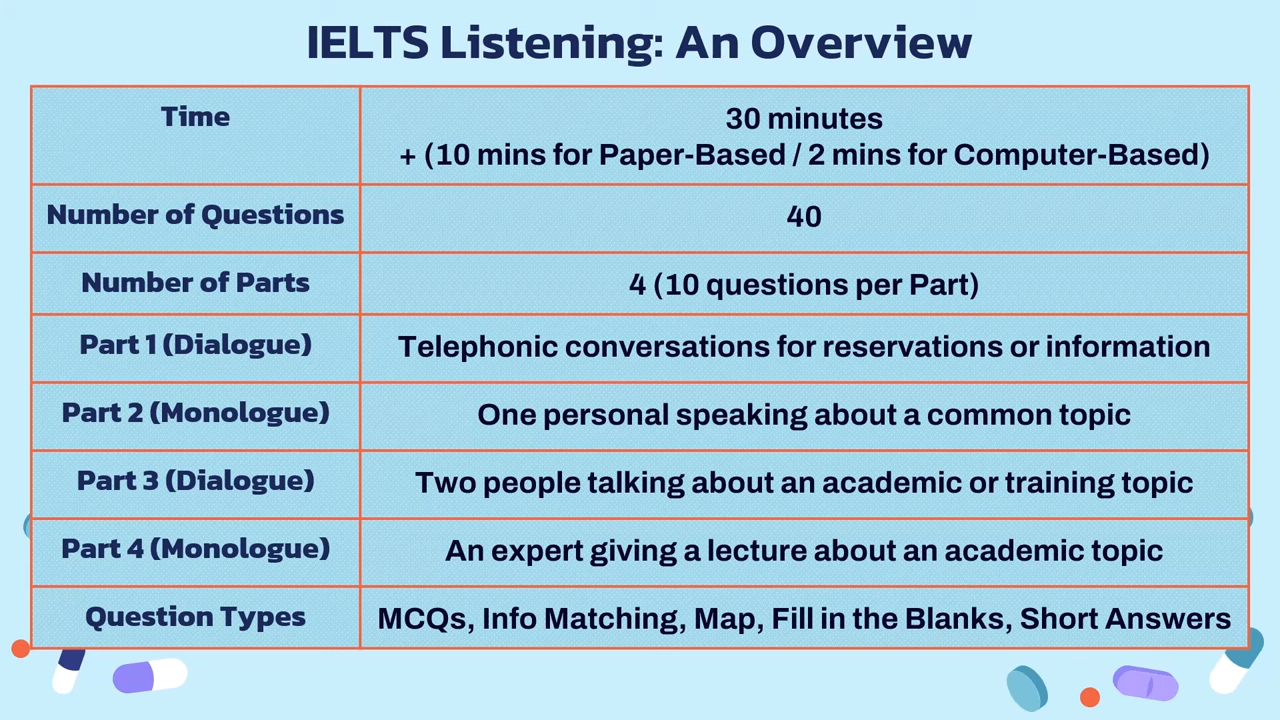 IELTS Listening: An Overview
Time
30 minutes
+ (10 mins for Paper-Based / 2 mins for Computer-Based)
Number of Questions
40
Number of Parts
4 (10 questions per Part)
Part 1 (Dialogue)
Telephonic conversations for reservations or information
Part 2 (Monologue)
One personal speaking about a common topic
Part 3 (Dialogue)
Two people talking about an academic or training topic
Part 4 (Monologue)
An expert giving a lecture about an academic topic
Question Types
MCQs, Info Matching, Map, Fill in the Blanks, Short Answers